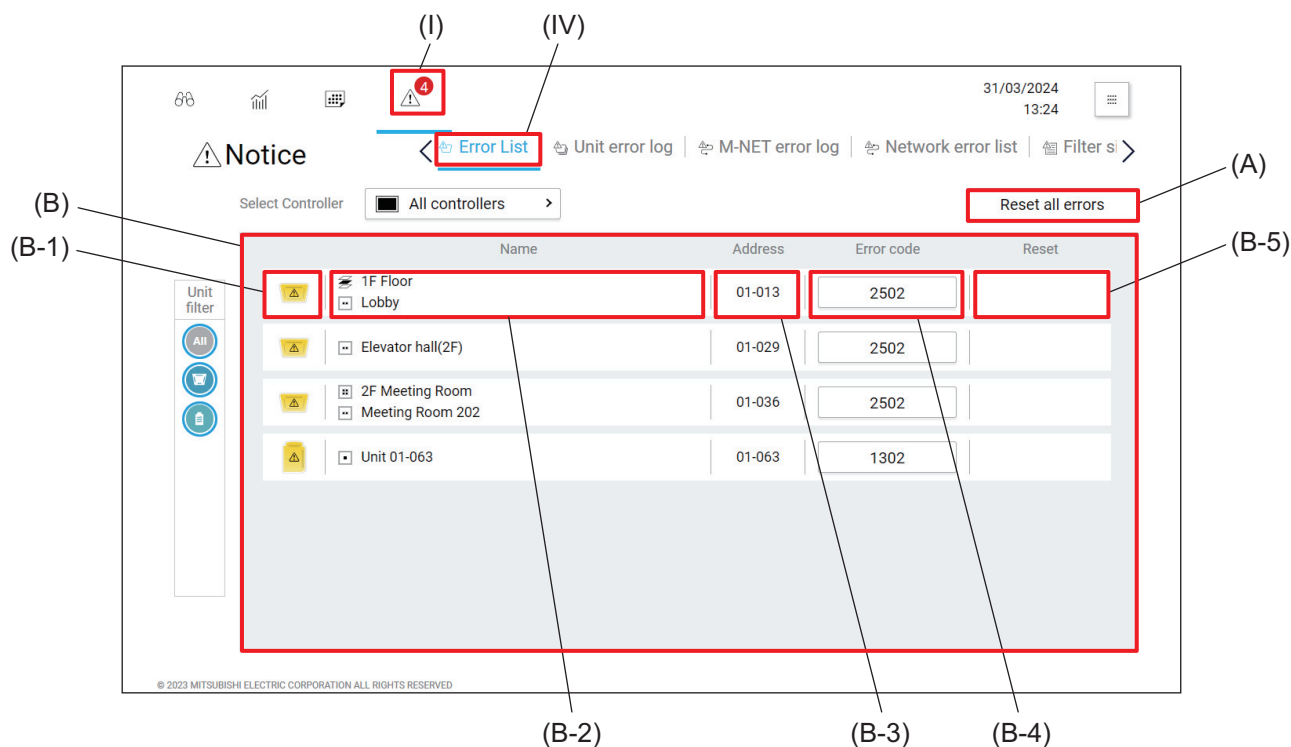 (I)
(IV)
4
31/03/2024
13:24
Notice
Error List
Unit error log
M-NET error log
Network error list
Filter si
(A)
(B)
Select Controller
All controllers
Reset all errors
(B-1)
(B-5)
Name
Address
Error code
Reset
Unit
filter
All
1F Floor
Lobby
01-013
2502
Elevator hall(2F)
01-029
2502
2F Meeting Room
Meeting Room 202
01-036
2502
Unit 01-063
01-063
1302
© 2023 MITSUBISHI ELECTRIC CORPORATION ALL RIGHTS RESERVED
(B-2)
(B-3)
(B-4)